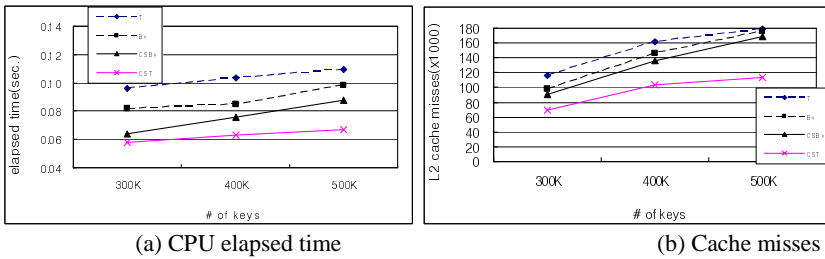 0.14
0.12
0.10
0.08
0.06
0.04
elapsed time(sec.)
T
B+
CSB+
CST
300K 400K 500K
# of keys
(a) CPU elapsed time
180
160
140
120
100
80
60
40
20
0
L2 cache misses(x1000)
T
B+
CSB+
CST
300K 400K 500K
# of keys
(b) Cache misses